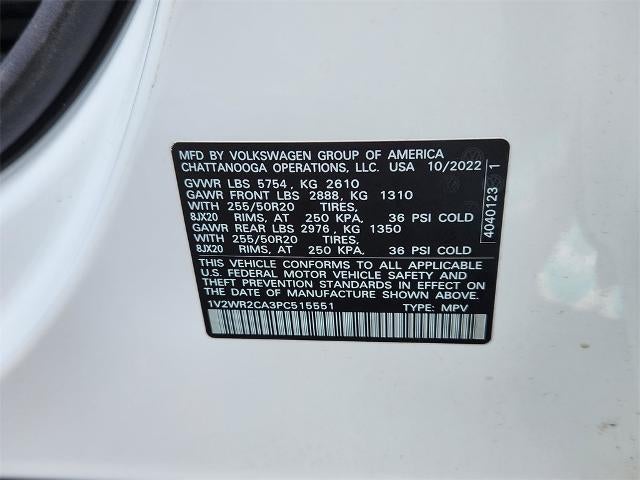 MFD BY VOLKSWAGEN GROUP OF AMERICA
CHATTANOOGA OPERATIONS, LLC. USA 10/2022
GVWR LBS 5754, KG 2610
GAWR FRONT LBS 2888, KG 1310
WITH 255/50R20 TIRES,
8JX20 RIMS, AT 250 KPA, 36 PSI COLD
GAWR REAR LBS 2976, KG 1350
WITH 255/50R20 TIRES,
8JX20 RIMS, AT 250 KPA, 36 PSI COLD
THIS VEHICLE CONFORMS TO ALL APPLICABLE
U.S. FEDERAL MOTOR VEHICLE SAFETY AND
THEFT PREVENTION STANDARDS IN EFFECT ON
THE DATE OF MANUFACTURE SHOWN ABOVE.
1V2WR2CA3PC515551 TYPE: MPV
4040123 1